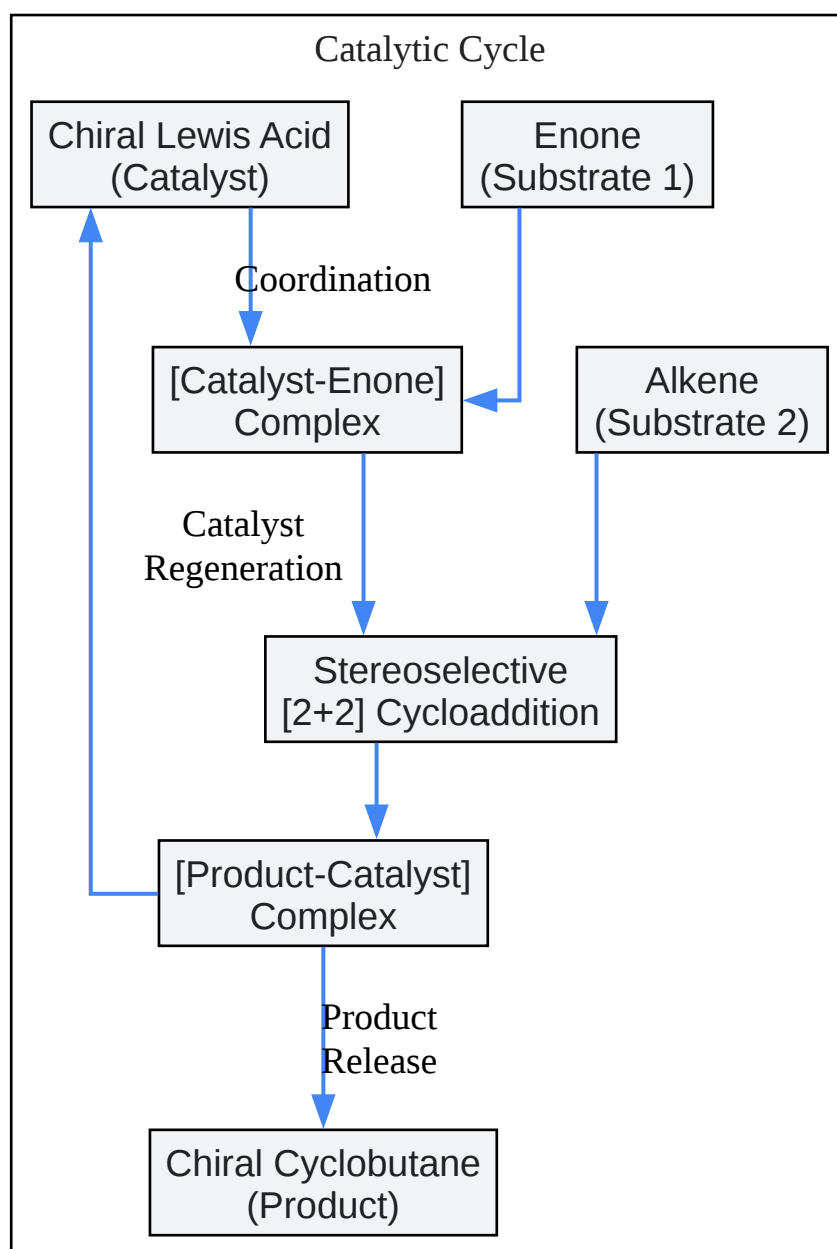 Catalytic Cycle
Chiral Lewis Acid
(Catalyst)
Enone
(Substrate 1)
Coordination
[Catalyst-Enone]
Complex
Alkene
(Substrate 2)
Catalyst
Regeneration
Stereoselective
[2+2] Cycloaddition
[Product-Catalyst]
Complex
Product
Release
Chiral Cyclobutane
(Product)